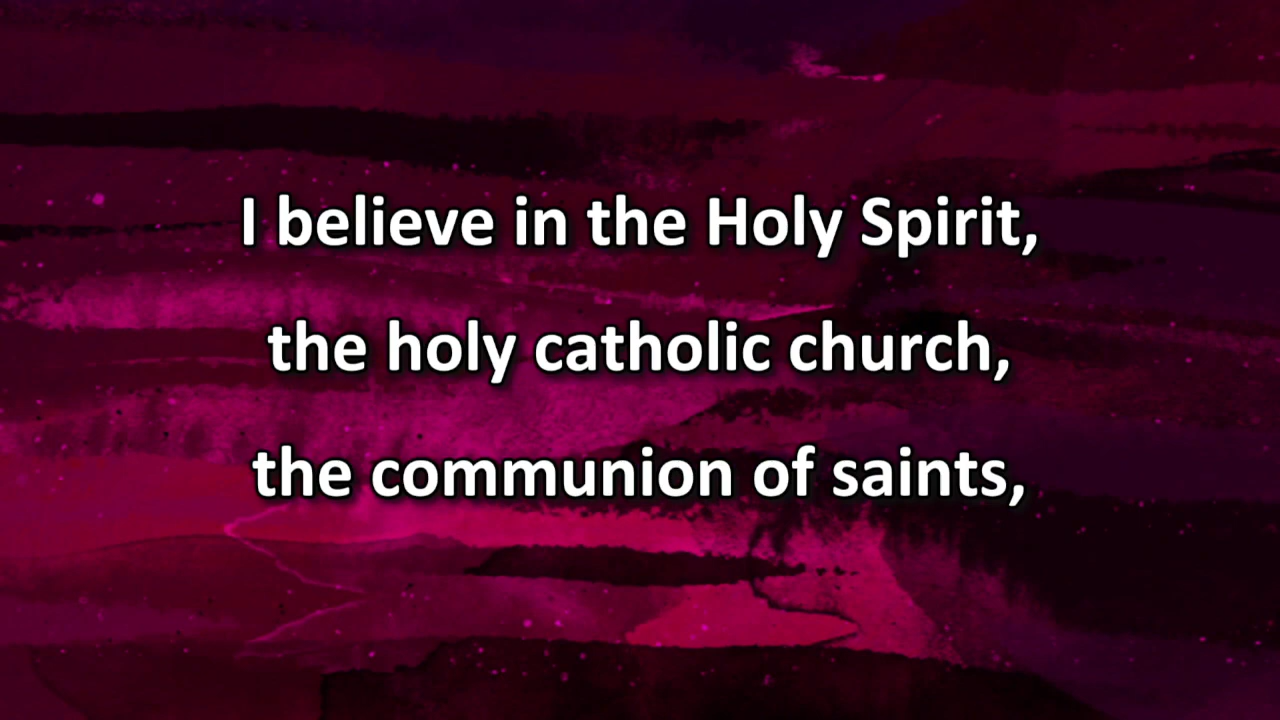 I believe in the Holy Spirit,
the holy catholic church,
the communion of saints,